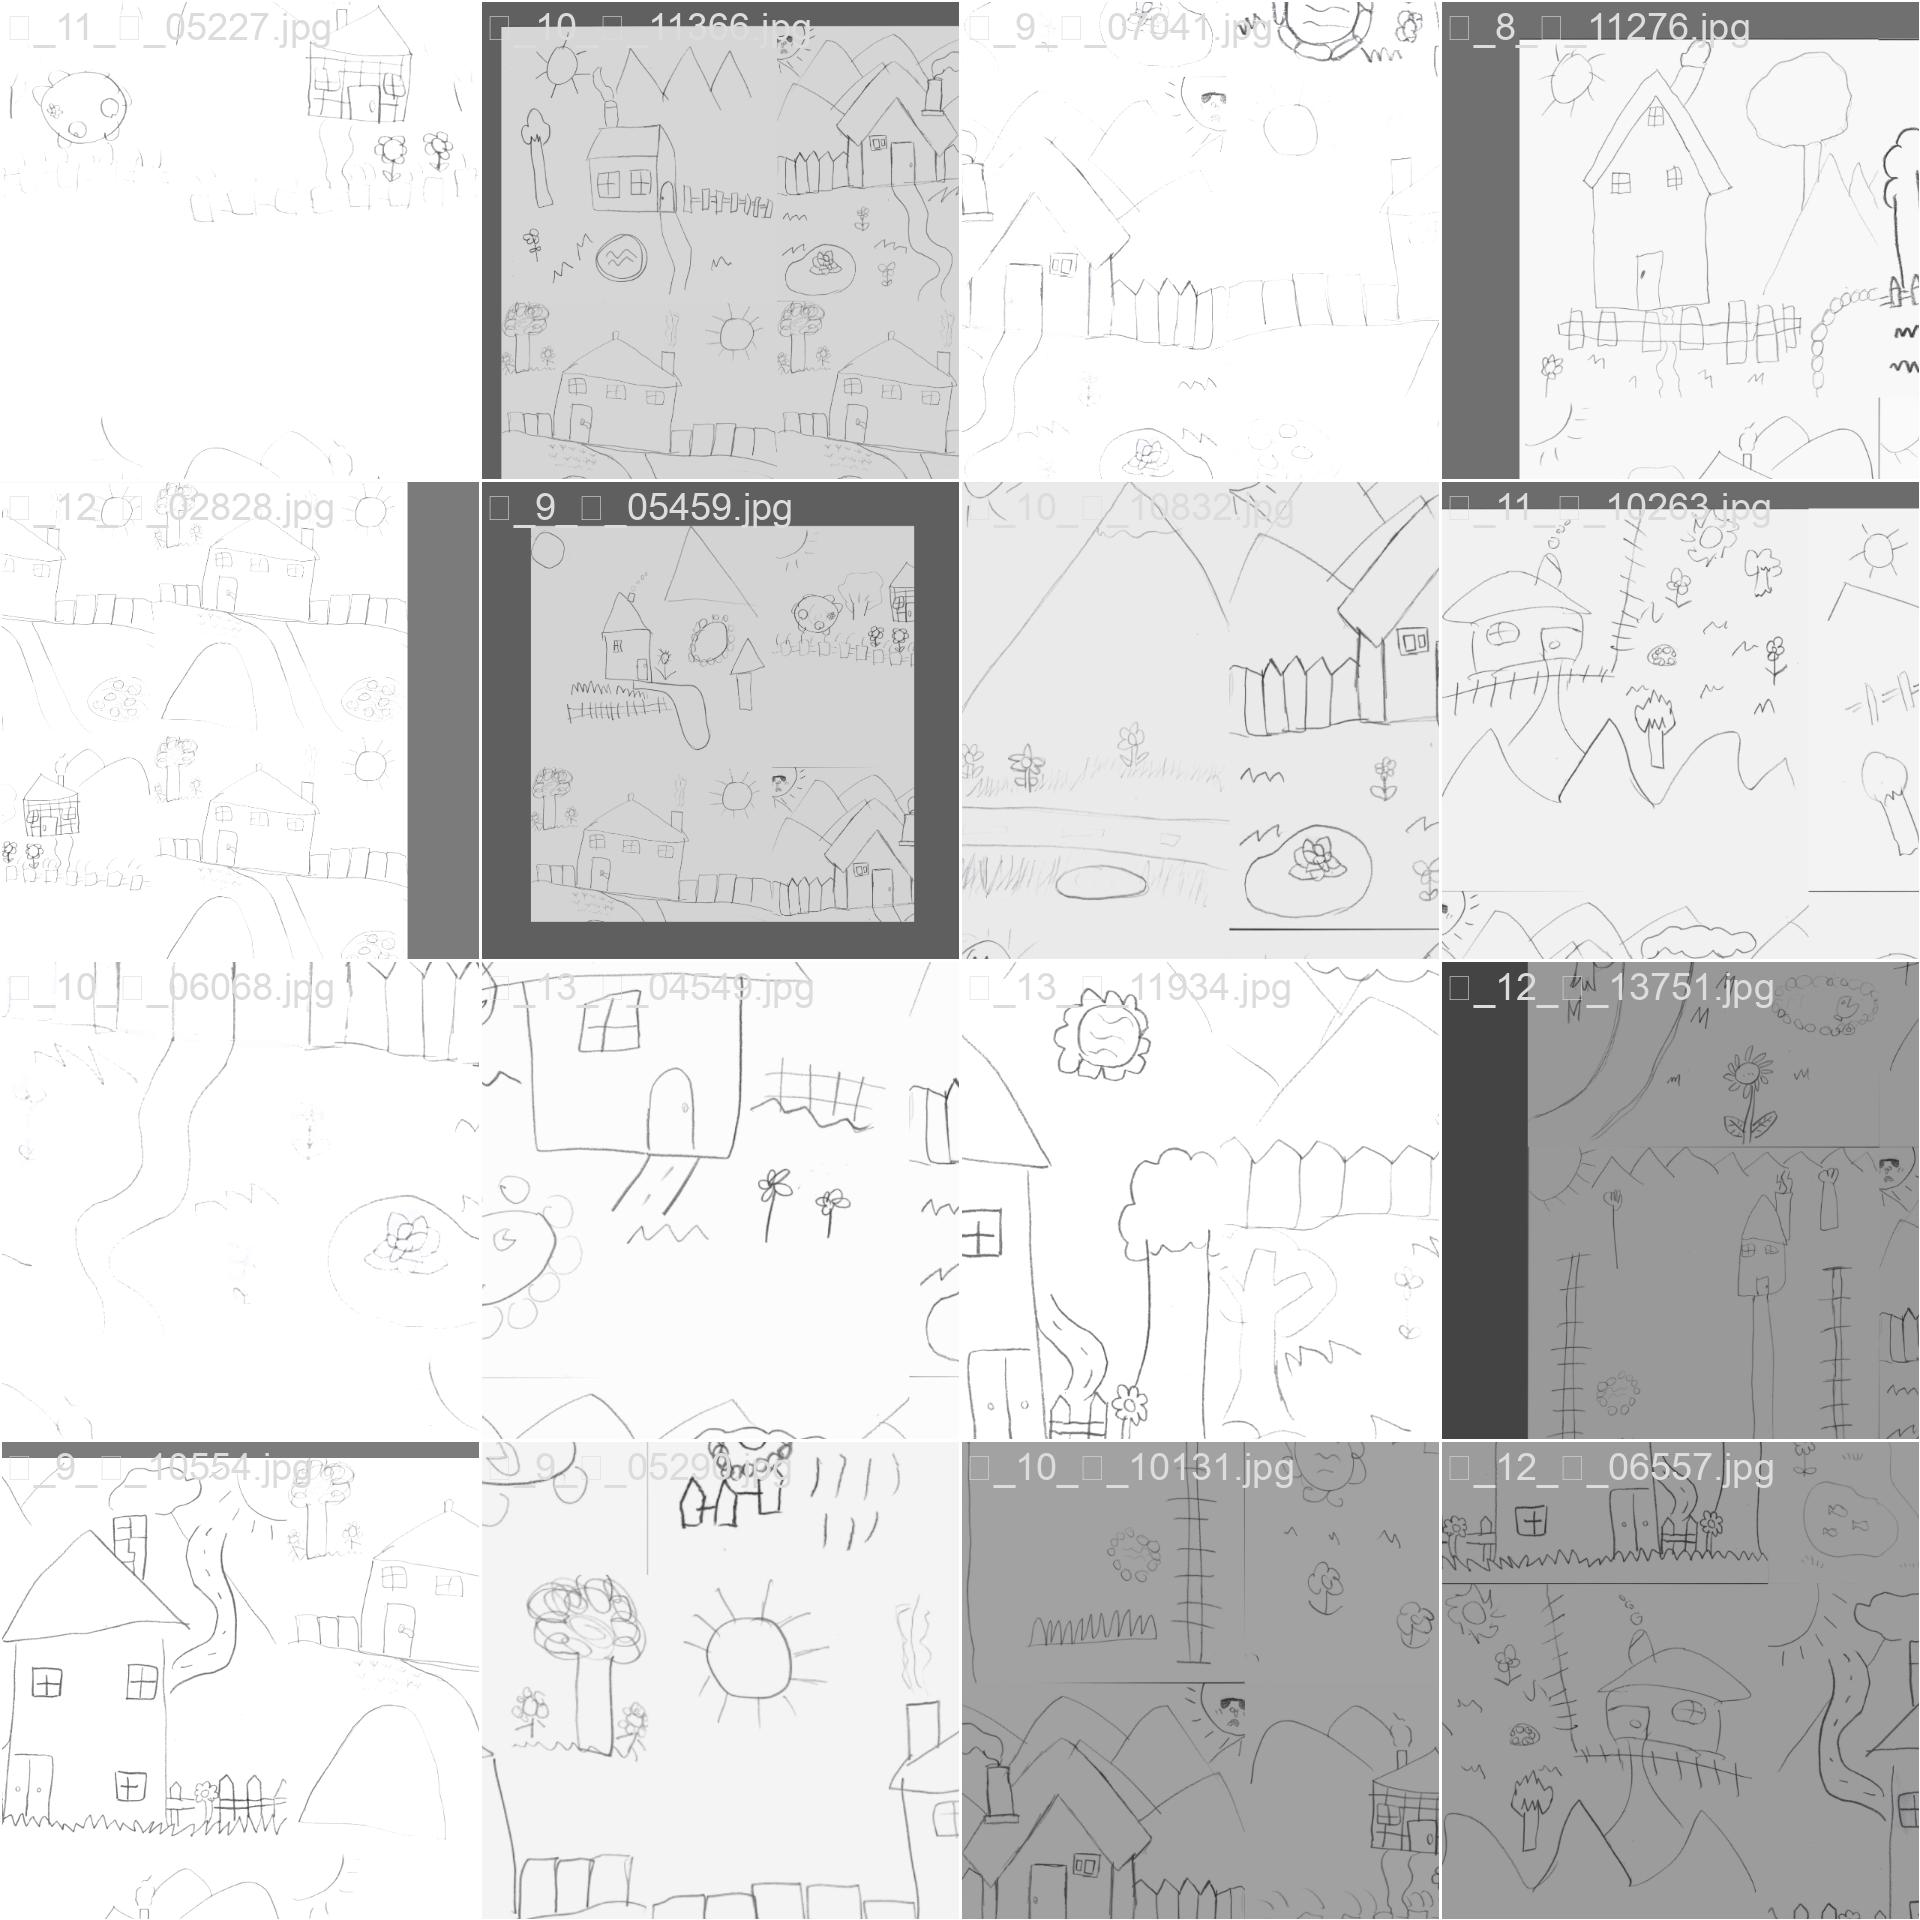 _11_ _05227.jpg
_10_ _11366.jpg
_9_ _07041.jpg
_8_ _11276.jpg
_12_ _02828.jpg
_9_ _05459.jpg
_10_ _10832.jpg
_11_ _10263.jpg
_10_ _06068.jpg
_13_ _04549.jpg
_13_ _11934.jpg
_12_ _13751.jpg
_9_ _10554.jpg
_10_ _10131.jpg
_12_ _06557.jpg